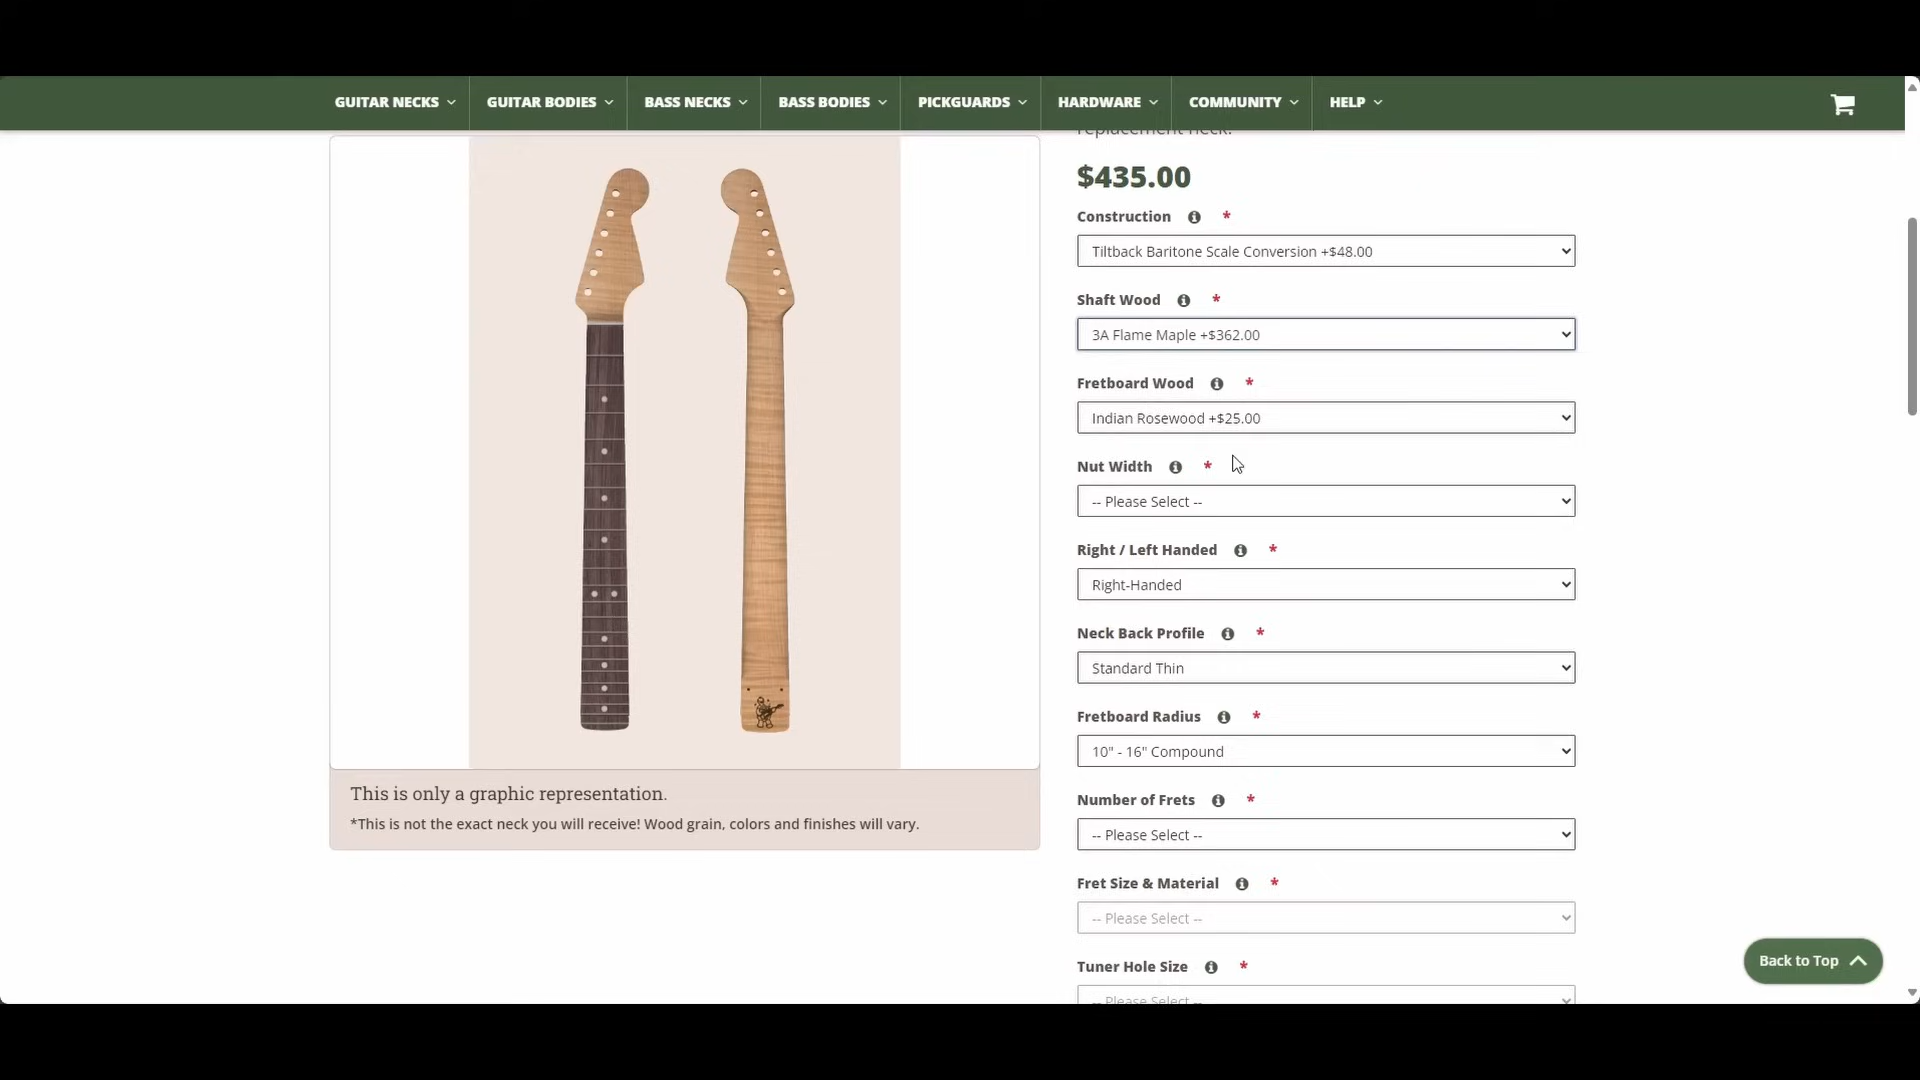 GUITAR NECKS
GUITAR BODIES
BASS NECKS
BASS BODIES
PICKGUARDS
HARDWARE
COMMUNITY
HELP
replacement neck.
$435.00
Construction *
Tiltback Baritone Scale Conversion +$48.00
Shaft Wood *
3A Flame Maple +$362.00
Fretboard Wood *
Indian Rosewood +$25.00
Nut Width *
-- Please Select --
Right / Left Handed *
Right-Handed
Neck Back Profile *
Standard Thin
Fretboard Radius *
10" - 16" Compound
Number of Frets *
-- Please Select --
Fret Size & Material *
-- Please Select --
Tuner Hole Size *
-- Please Select --
This is only a graphic representation.
*This is not the exact neck you will receive! Wood grain, colors and finishes will vary.
Back to Top